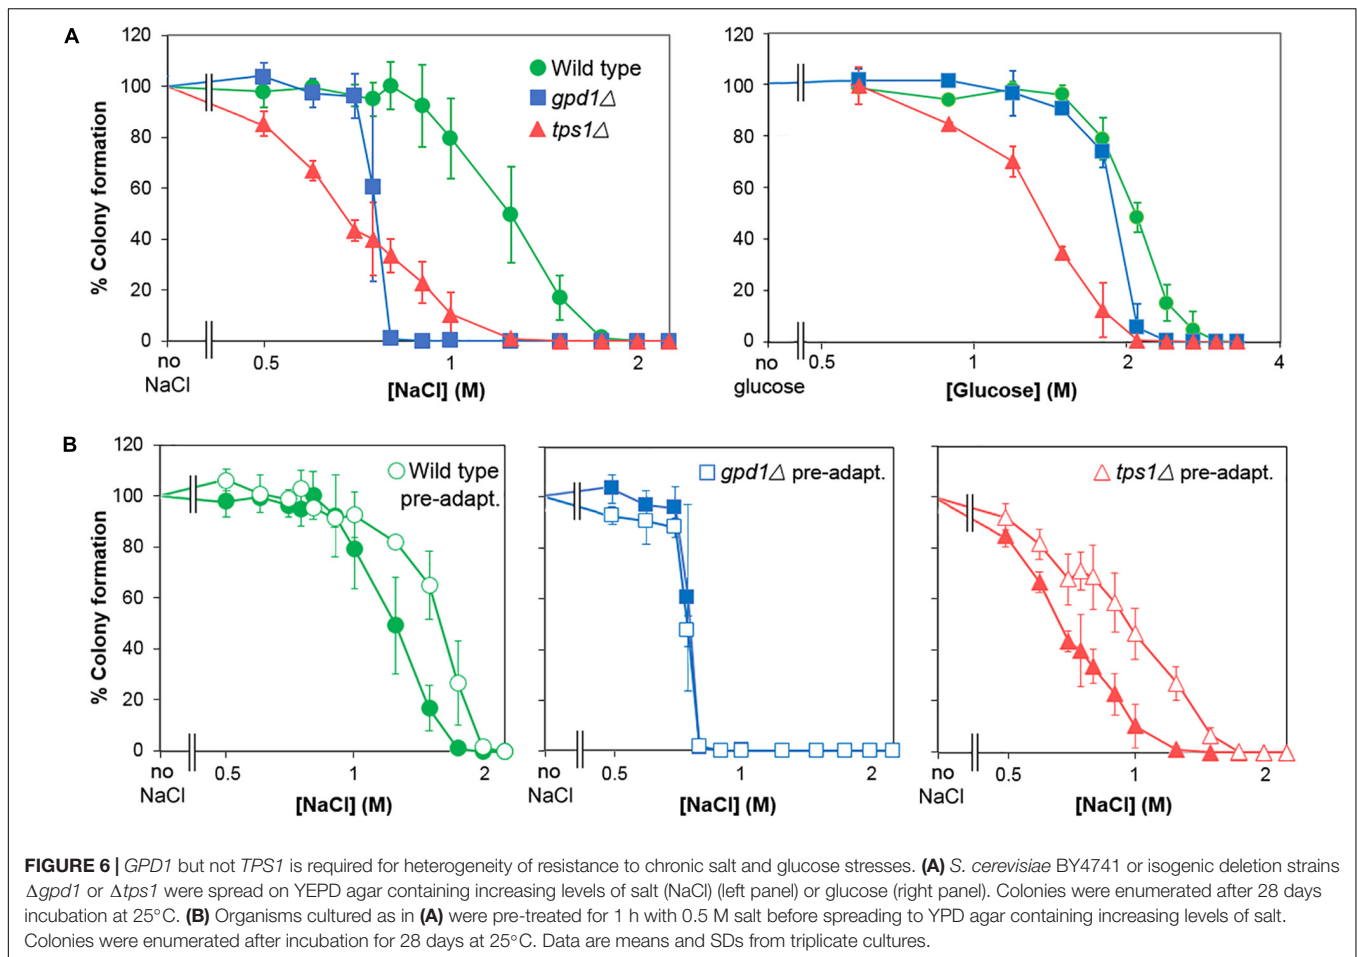 A
120
100
80
60
40
20
0
% Colony formation
Wild type
gpd1Δ
tps1Δ
no
NaCl
0.5
1
2
[NaCl] (M)
120
100
80
60
40
20
0
no
glucose
0.5
1
2
4
[Glucose] (M)
B
120
100
80
60
40
20
0
% Colony formation
Wild type
pre-adapt.
no
NaCl
0.5
1
2
[NaCl] (M)
gpd1Δ pre-adapt.
no
NaCl
0.5
1
2
[NaCl] (M)
tps1Δ pre-adapt.
no
NaCl
0.5
1
2
[NaCl] (M)
FIGURE 6 | GPD1 but not TPS1 is required for heterogeneity of resistance to chronic salt and glucose stresses. (A) S. cerevisiae BY4741 or isogenic deletion strains
Δgpd1 or Δtps1 were spread on YEPD agar containing increasing levels of salt (NaCl) (left panel) or glucose (right panel). Colonies were enumerated after 28 days
incubation at 25°C. (B) Organisms cultured as in (A) were pre-treated for 1 h with 0.5 M salt before spreading to YPD agar containing increasing levels of salt.
Colonies were enumerated after incubation for 28 days at 25°C. Data are means and SDs from triplicate cultures.